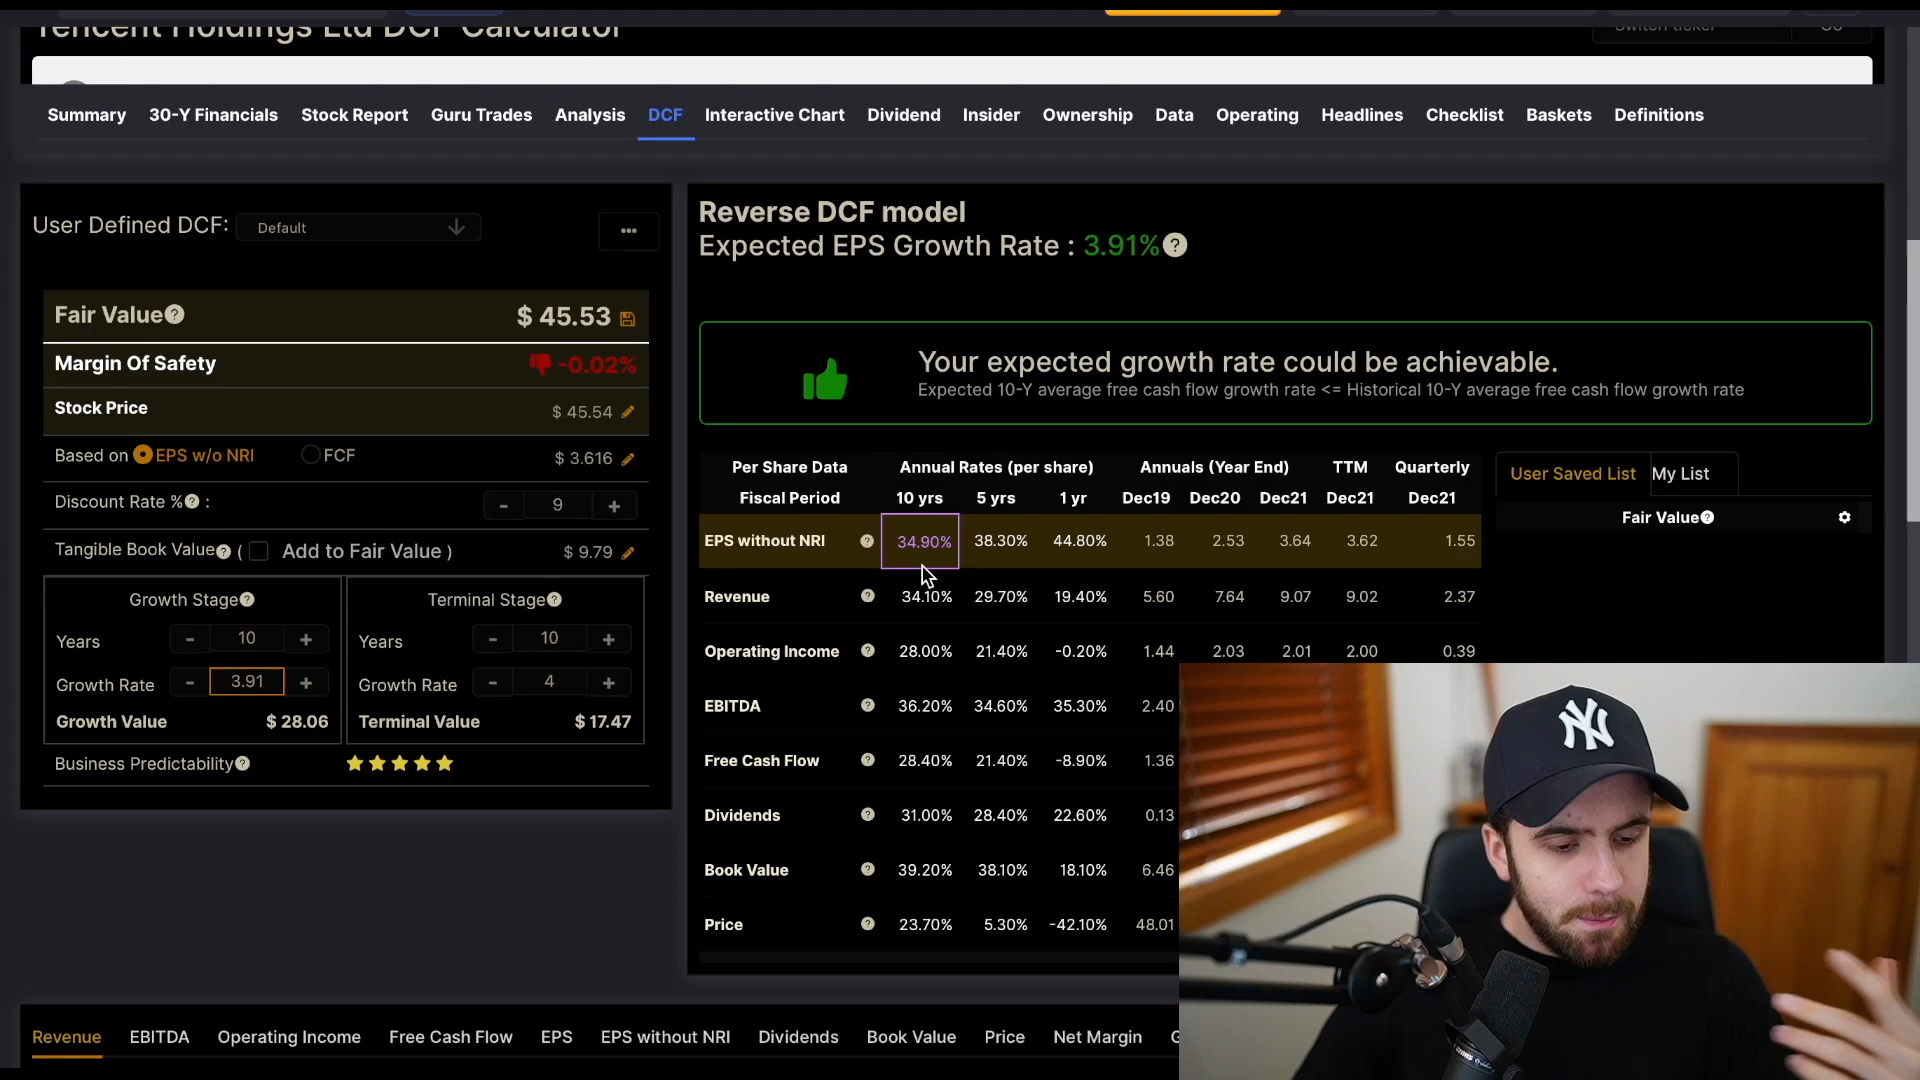 Tencent Holdings Ltd DCF Calculator
Switch ticker
Summary 30-Y Financials Stock Report Guru Trades Analysis DCF Interactive Chart Dividend Insider Ownership Data Operating Headlines Checklist Baskets Definitions
User Defined DCF: Default ...
Fair Value? $ 45.53
Margin Of Safety -0.02%
Stock Price $ 45.54
Based on EPS w/o NRI FCF $ 3.616
Discount Rate %? : - 9 +
Tangible Book Value? ( Add to Fair Value ) $ 9.79
Growth Stage?
Years - 10 +
Growth Rate - 3.91 +
Growth Value $ 28.06
Terminal Stage?
Years - 10 +
Growth Rate - 4 +
Terminal Value $ 17.47
Business Predictability?
Reverse DCF model
Expected EPS Growth Rate : 3.91%?
Your expected growth rate could be achievable.
Expected 10-Y average free cash flow growth rate <= Historical 10-Y average free cash flow growth rate
Per Share Data Annual Rates (per share) Annuals (Year End) TTM Quarterly
Fiscal Period 10 yrs 5 yrs 1 yr Dec19 Dec20 Dec21 Dec21 Dec21
EPS without NRI ? 34.90% 38.30% 44.80% 1.38 2.53 3.64 3.62 1.55
Revenue ? 34.10% 29.70% 19.40% 5.60 7.64 9.07 9.02 2.37
Operating Income ? 28.00% 21.40% -0.20% 1.44 2.03 2.01 2.00 0.39
EBITDA ? 36.20% 34.60% 35.30% 2.40
Free Cash Flow ? 28.40% 21.40% -8.90% 1.36
Dividends ? 31.00% 28.40% 22.60% 0.13
Book Value ? 39.20% 38.10% 18.10% 6.46
Price ? 23.70% 5.30% -42.10% 48.01
User Saved List My List
Fair Value?
NY
Revenue EBITDA Operating Income Free Cash Flow EPS EPS without NRI Dividends Book Value Price Net Margin